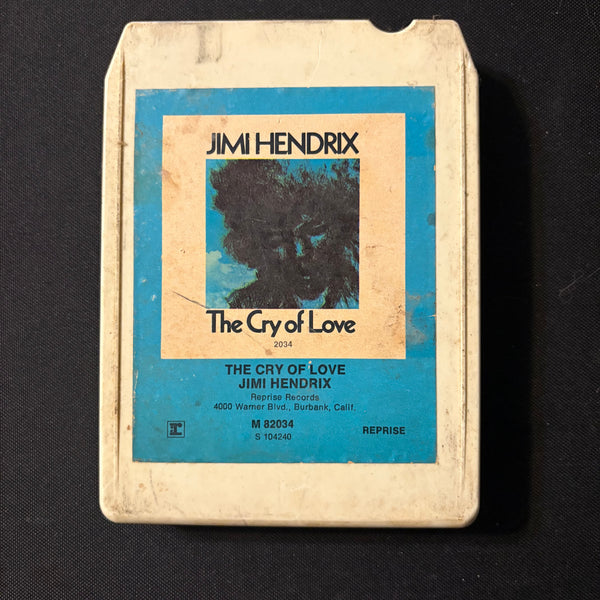 JIMI HENDRIX
The Cry of Love
2034
THE CRY OF LOVE
JIMI HENDRIX
Reprise Records
4000 Warner Blvd., Burbank, Calif.
M 82034
S 104240
r
REPRISE